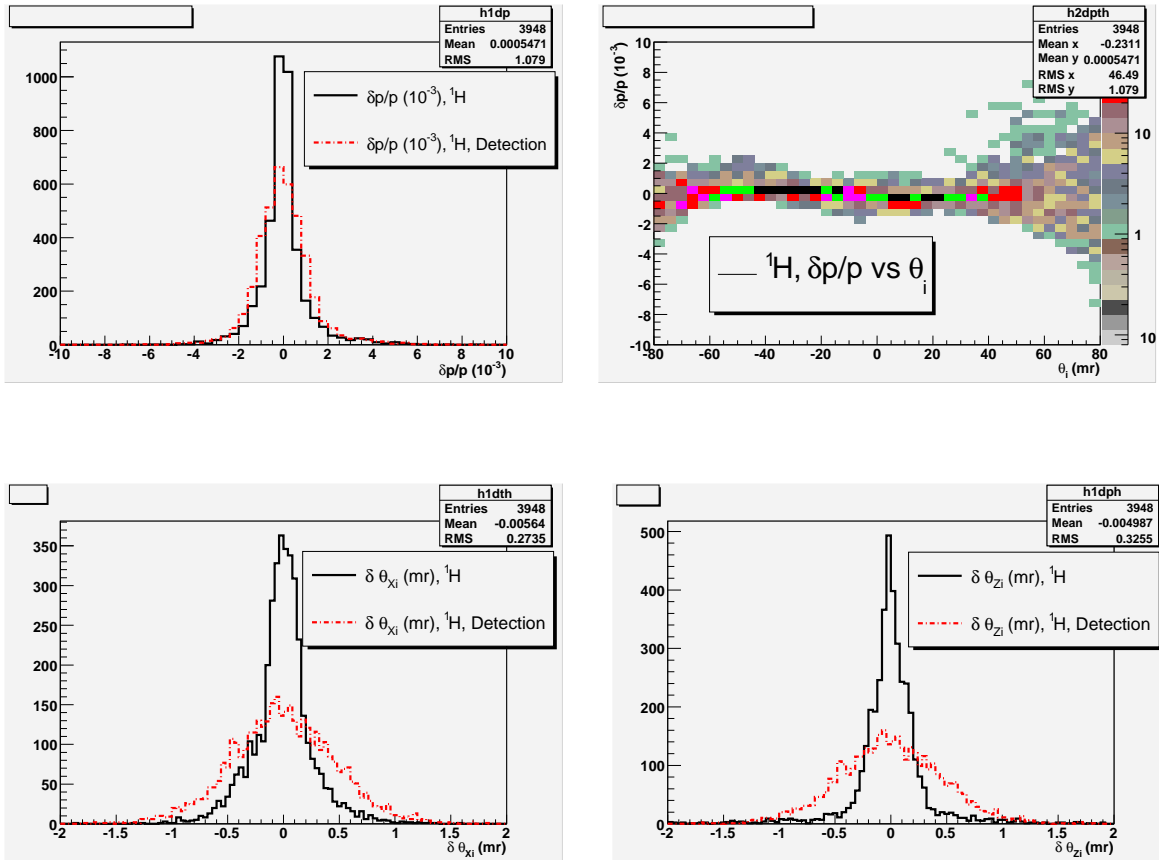 h1dp
Entries 3948
Mean 0.0005471
RMS 1.079
δp/p (10⁻³), ¹H
δp/p (10⁻³), ¹H, Detection
1000
800
600
400
200
0
-10 -8 -6 -4 -2 0 2 4 6 8 10
δp/p (10⁻³)
h2dpth
Entries 3948
Mean x -0.2311
Mean y 0.0005471
RMS x 46.49
RMS y 1.079
δp/p (10⁻³)
10
8
6
4
2
0
-2
-4
-6
-8
-10
¹H, δp/p vs θᵢ
10
1
10
-80 -60 -40 -20 0 20 40 60 80
θᵢ (mr)
h1dth
Entries 3948
Mean -0.00564
RMS 0.2735
δ θ_Xi (mr), ¹H
δ θ_Xi (mr), ¹H, Detection
350
300
250
200
150
100
50
0
-2 -1.5 -1 -0.5 0 0.5 1 1.5 2
δ θ_Xi (mr)
h1dph
Entries 3948
Mean -0.004987
RMS 0.3255
δ θ_Zi (mr), ¹H
δ θ_Zi (mr), ¹H, Detection
500
400
300
200
100
0
-2 -1.5 -1 -0.5 0 0.5 1 1.5 2
δ θ_Zi (mr)